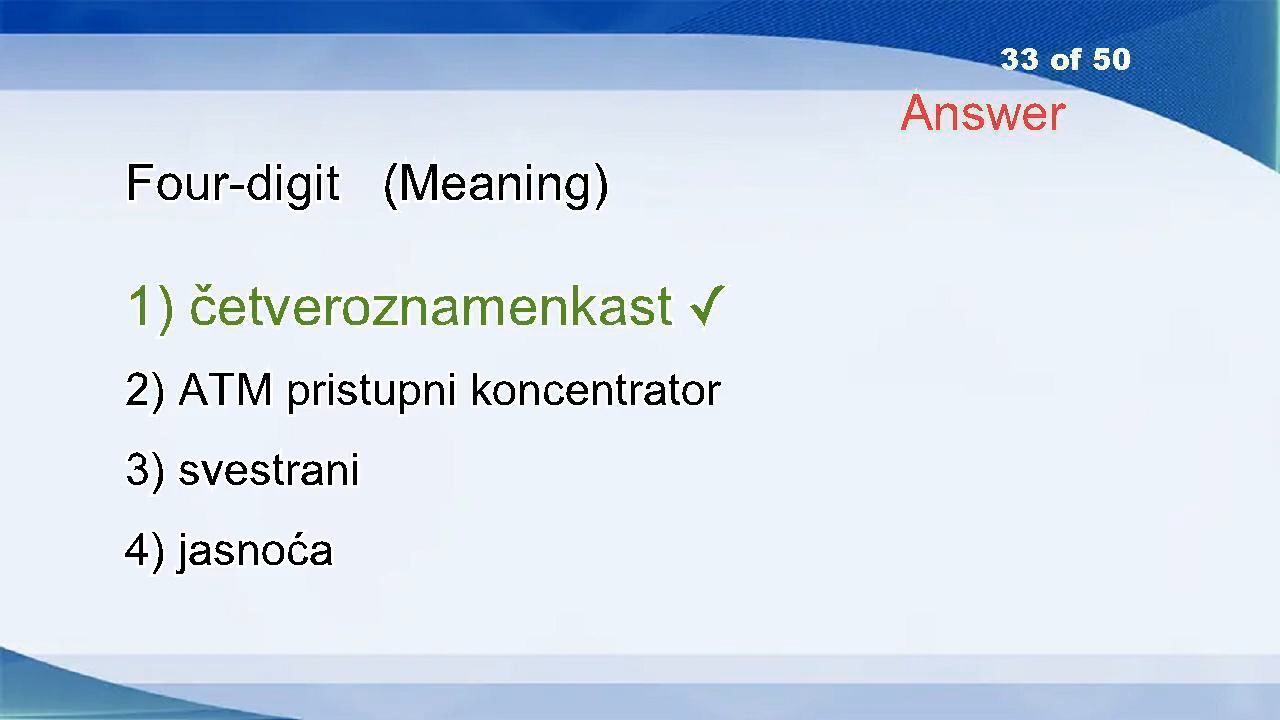 33 of 50
Answer
Four-digit (Meaning)
1) četveroznamenkast ✓
2) ATM pristupni koncentrator
3) svestrani
4) jasnoća